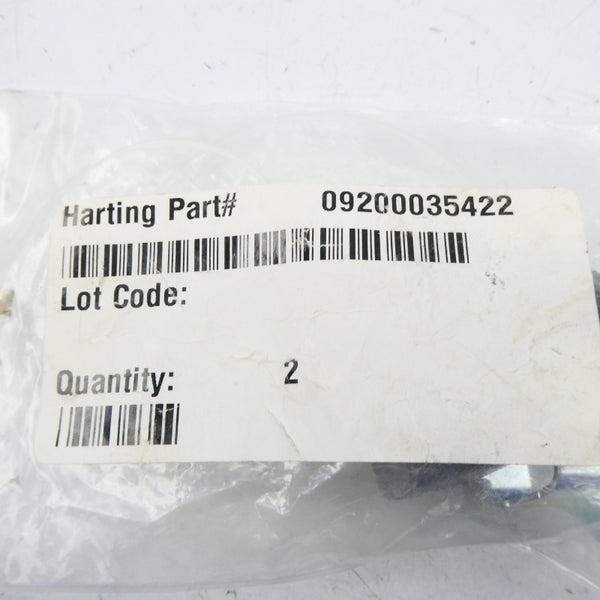 Harting Part# 09200035422
Lot Code:
Quantity: 2